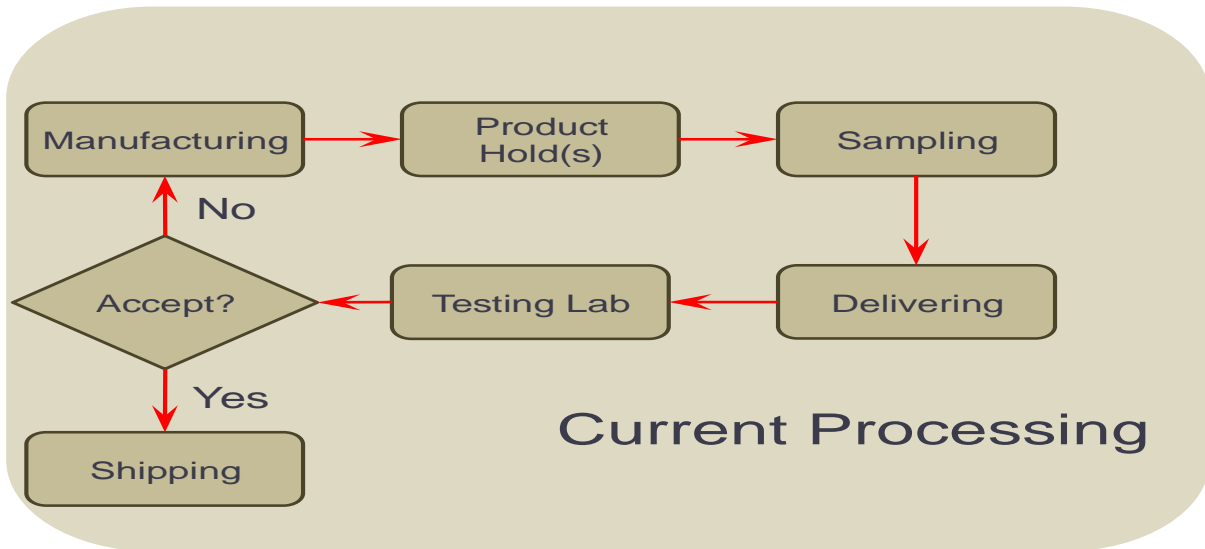 Manufacturing
Product
Hold(s)
Sampling
No
Accept?
Testing Lab
Delivering
Yes
Current Processing
Shipping